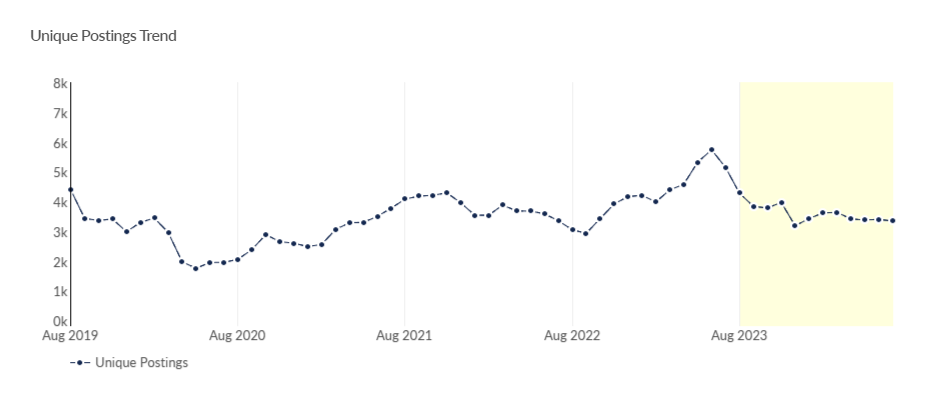 Unique Postings Trend
8k
7k
6k
5k
4k
3k
2k
1k
0k
Aug 2019 Aug 2020 Aug 2021 Aug 2022 Aug 2023
Unique Postings